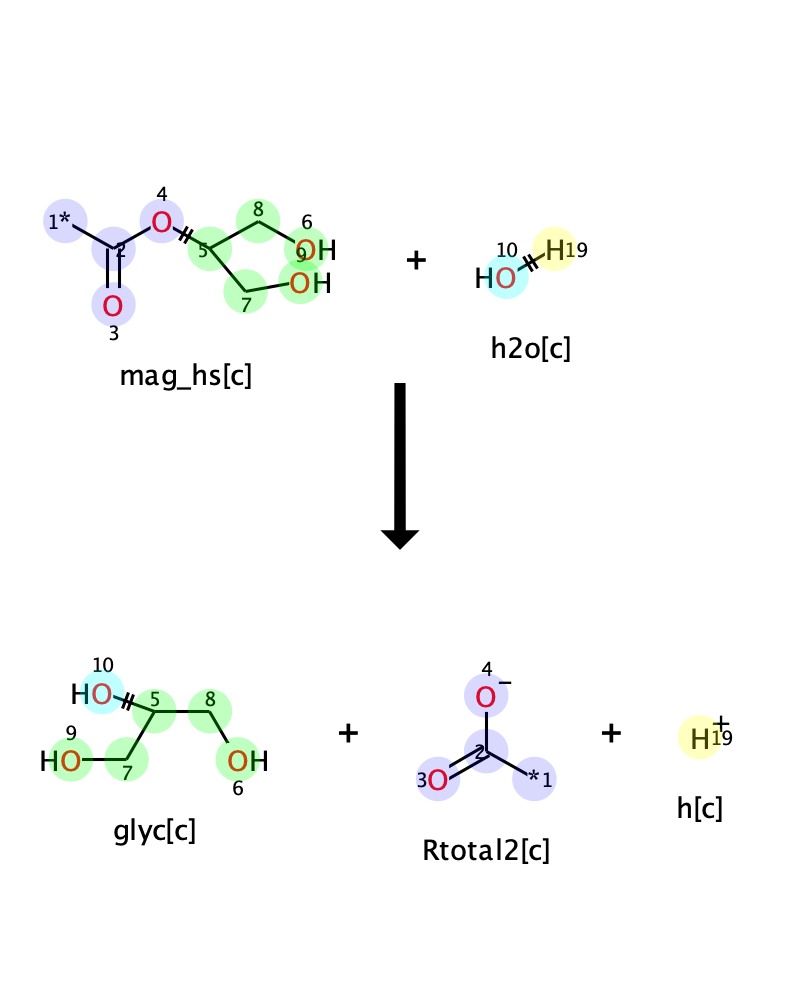 4
1* O 8 6
2 5 OH
9
OH
O 7
3
mag_hs[c]
+
10
HO H19
h2o[c]
10
HO 5 8
9
HO 7 OH
6
glyc[c]
+
4
O−
2
3O *1
Rtotal2[c]
+
H+
19
h[c]